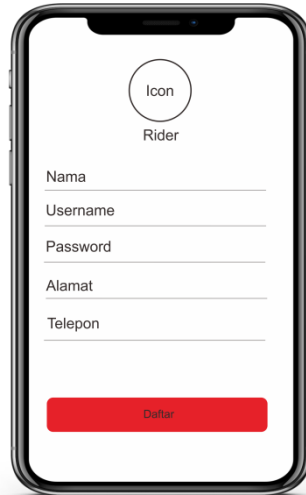 Icon
Rider
Nama
Username
Password
Alamat
Telepon
Daftar